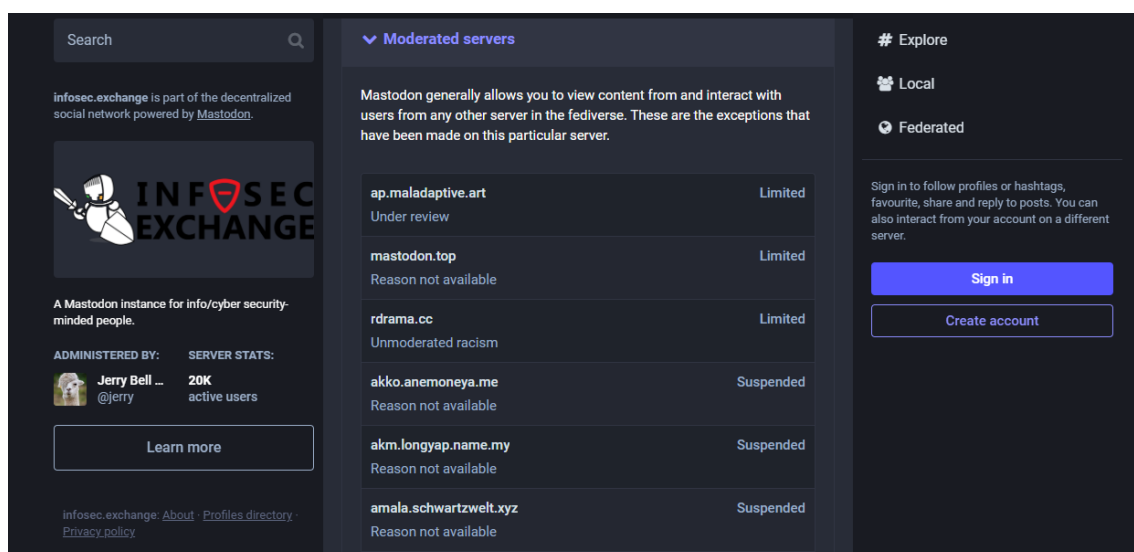 Search
infosec.exchange is part of the decentralized
social network powered by Mastodon.
INFOSEC
EXCHANGE
A Mastodon instance for info/cyber security-
minded people.
ADMINISTERED BY:
Jerry Bell ...
@jerry
SERVER STATS:
20K
active users
Learn more
infosec.exchange: About · Profiles directory ·
Privacy policy
Moderated servers
Mastodon generally allows you to view content from and interact with
users from any other server in the fediverse. These are the exceptions that
have been made on this particular server.
ap.maladaptive.art Limited
Under review
mastodon.top Limited
Reason not available
rdrama.cc Limited
Unmoderated racism
akko.anemoneya.me Suspended
Reason not available
akm.longyap.name.my Suspended
Reason not available
amala.schwartzwelt.xyz Suspended
Reason not available
# Explore
Local
Federated
Sign in to follow profiles or hashtags,
favourite, share and reply to posts. You can
also interact from your account on a different
server.
Sign in
Create account